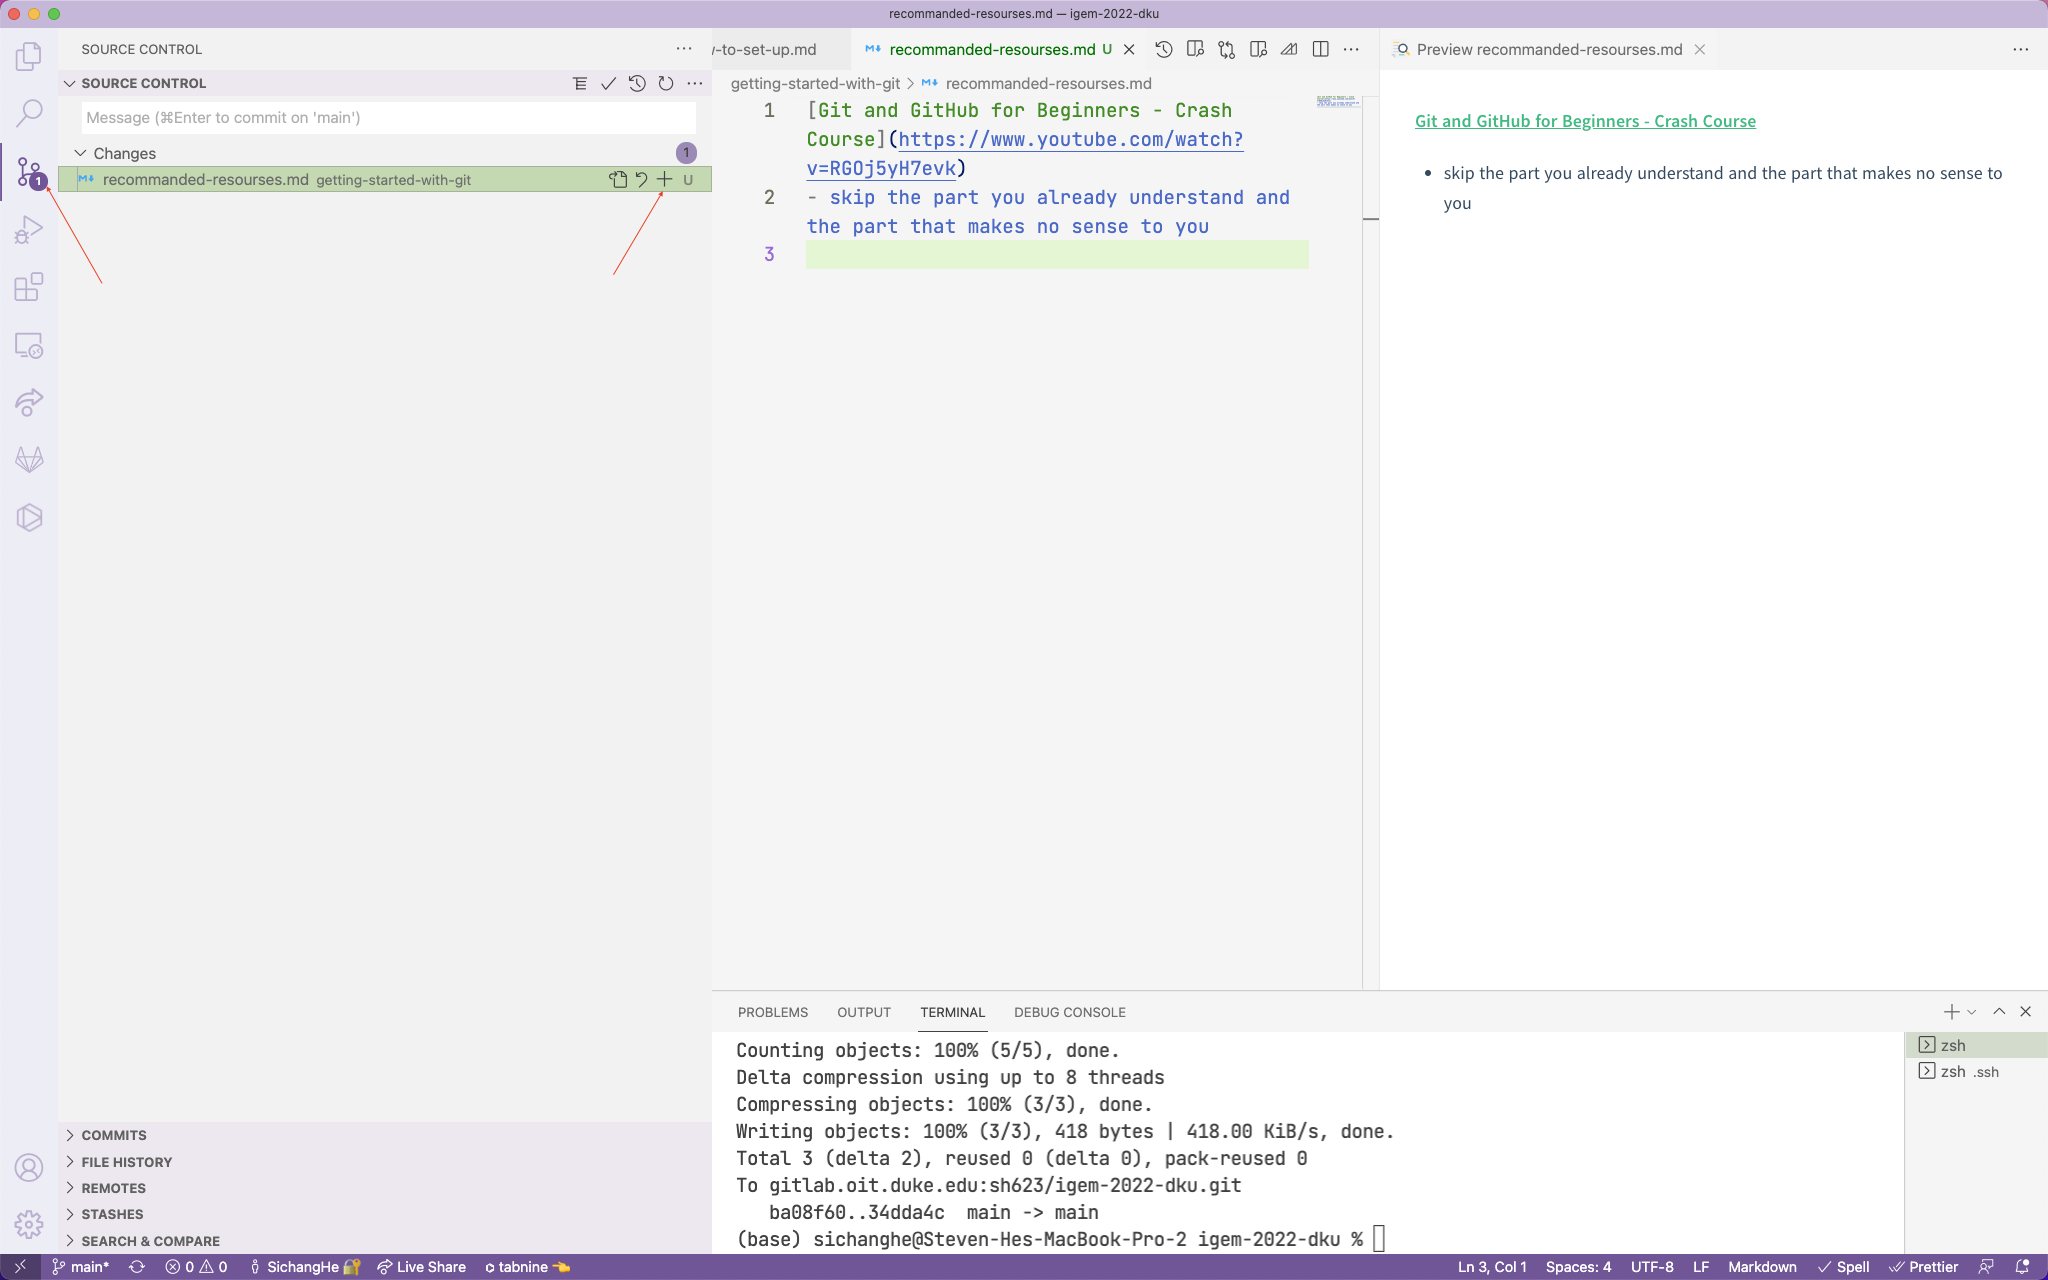 recommanded-resourses.md — igem-2022-dku
SOURCE CONTROL
SOURCE CONTROL
Message (⌘Enter to commit on 'main')
Changes
1
recommanded-resourses.md getting-started-with-git U
1
-to-set-up.md
recommanded-resourses.md U
getting-started-with-git > recommanded-resourses.md
1 [Git and GitHub for Beginners - Crash
Course](https://www.youtube.com/watch?
v=RGOj5yH7evk)
2 - skip the part you already understand and
the part that makes no sense to you
3
Preview recommanded-resourses.md
Git and GitHub for Beginners - Crash Course
• skip the part you already understand and the part that makes no sense to
you
PROBLEMS OUTPUT TERMINAL DEBUG CONSOLE
Counting objects: 100% (5/5), done.
Delta compression using up to 8 threads
Compressing objects: 100% (3/3), done.
Writing objects: 100% (3/3), 418 bytes | 418.00 KiB/s, done.
Total 3 (delta 2), reused 0 (delta 0), pack-reused 0
To gitlab.oit.duke.edu:sh623/igem-2022-dku.git
ba08f60..34dda4c main -> main
(base) sichanghe@Steven-Hes-MacBook-Pro-2 igem-2022-dku %
zsh
zsh .ssh
COMMITS
FILE HISTORY
REMOTES
STASHES
SEARCH & COMPARE
main* 0 0 SichangHe 🔐 Live Share tabnine 👈 Ln 3, Col 1 Spaces: 4 UTF-8 LF Markdown Spell Prettier